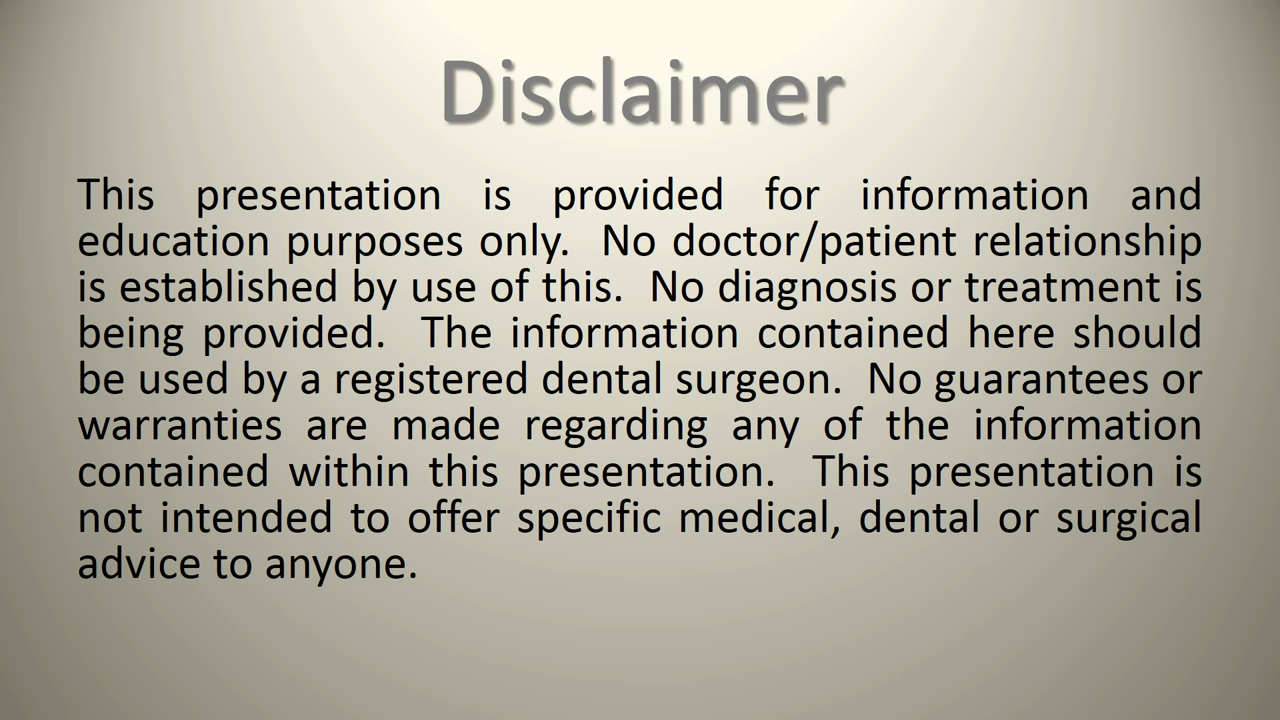 Disclaimer
This presentation is provided for information and
education purposes only.  No doctor/patient relationship
is established by use of this.  No diagnosis or treatment is
being provided.  The information contained here should
be used by a registered dental surgeon.  No guarantees or
warranties are made regarding any of the information
contained within this presentation.  This presentation is
not intended to offer specific medical, dental or surgical
advice to anyone.